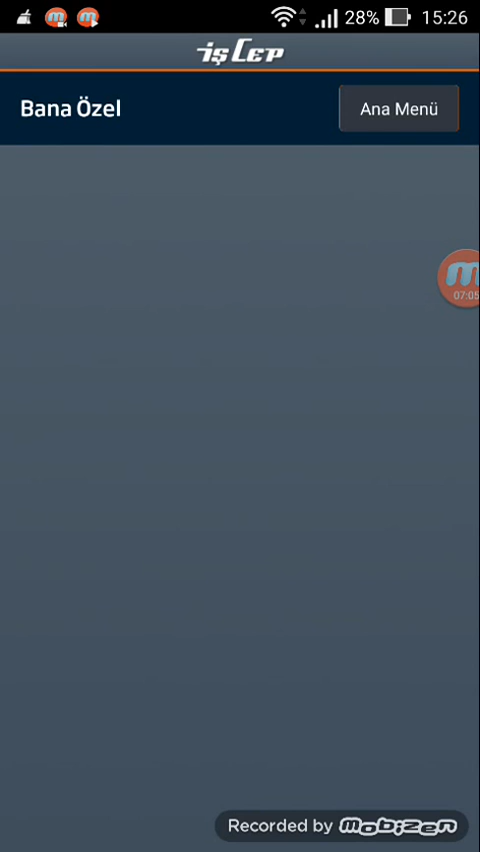 28% 15:26
işCep
Bana Özel
Ana Menü
m
07:05
Recorded by mobizen